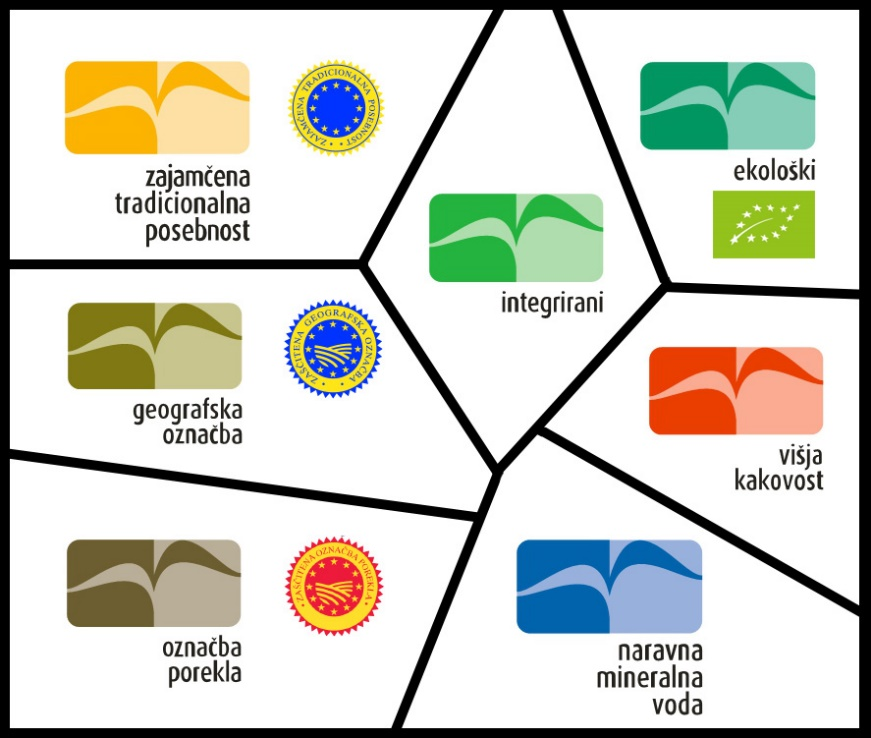 zajamčena
tradicionalna
posebnost
ZAJAMČENA TRADICIONALNA POSEBNOST
integrirani
ekološki
geografska
označba
ZAŠČITENA GEOGRAFSKA OZNAČBA
višja
kakovost
označba
porekla
ZAŠČITENA OZNAČBA POREKLA
naravna
mineralna
voda